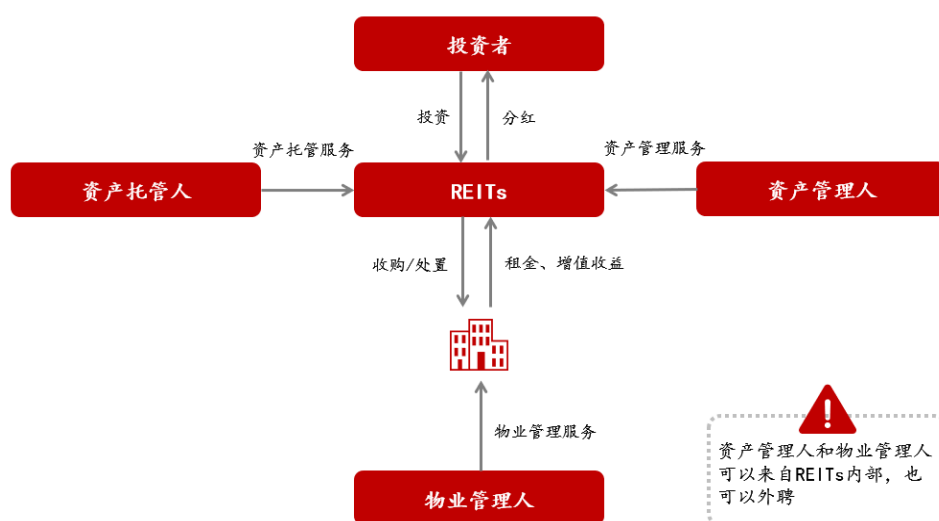 投资者
投资
分红
资产托管服务
资产管理服务
资产托管人
REITs
资产管理人
收购/处置
租金、增值收益
物业管理服务
资产管理人和物业管理人
可以来自REITs内部，也
可以外聘
物业管理人